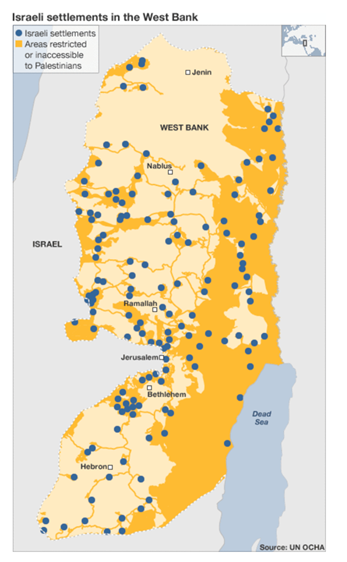 Israeli settlements in the West Bank
Israeli settlements
Areas restricted
or inaccessible
to Palestinians
Jenin
WEST BANK
Nablus
ISRAEL
Ramallah
Jerusalem
Bethlehem
Dead
Sea
Hebron
Source: UN OCHA